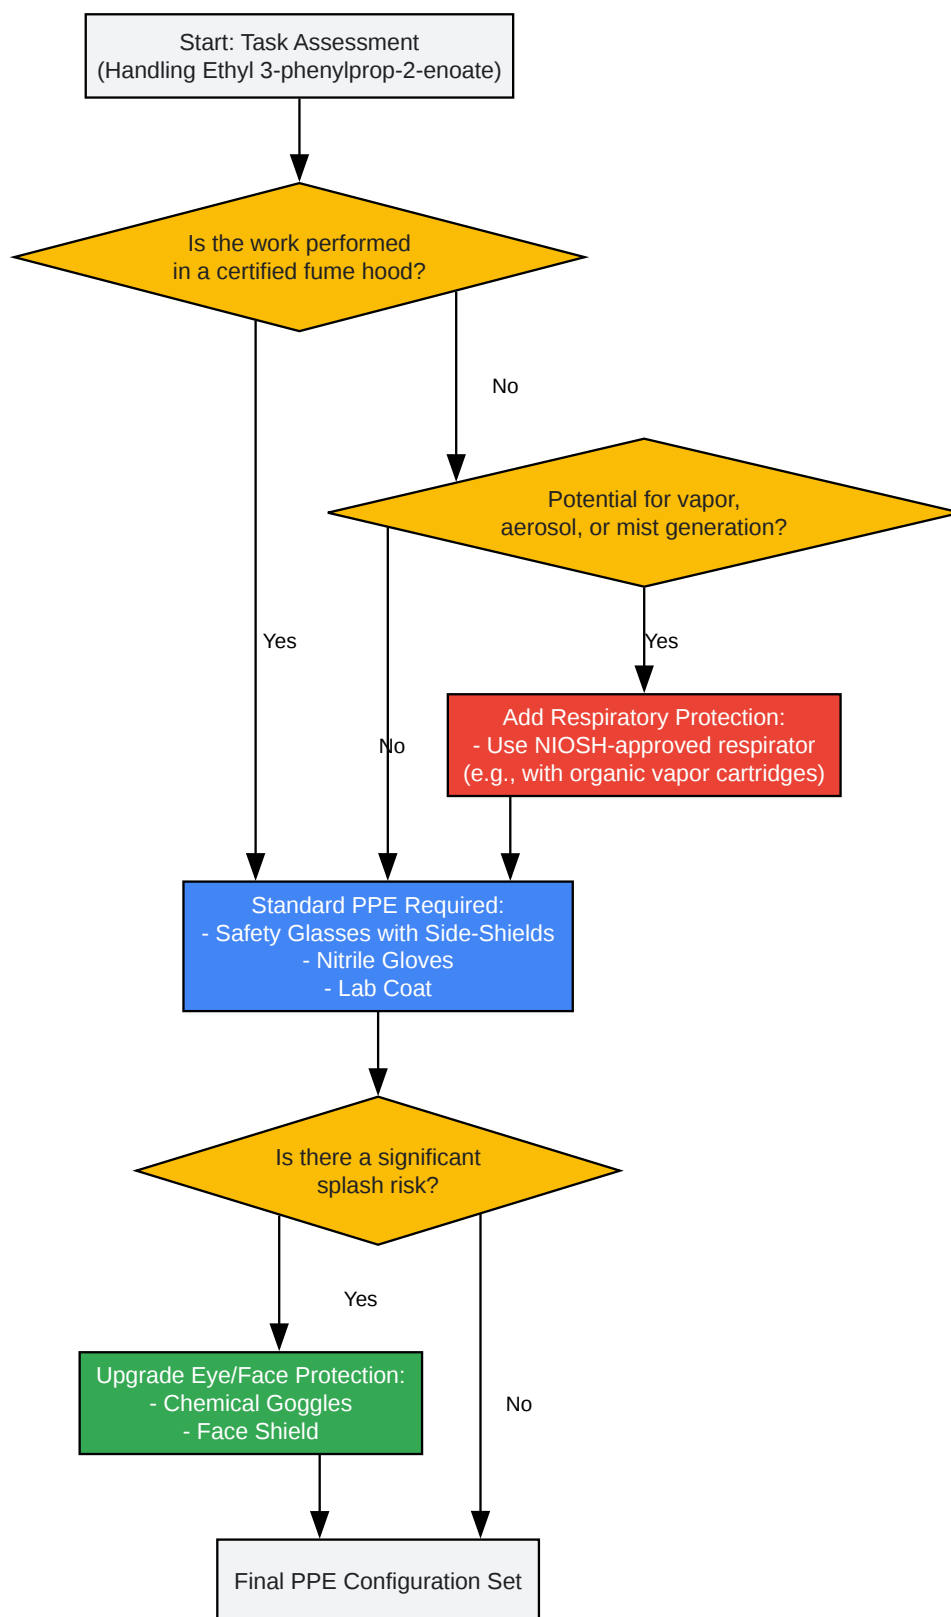 Start: Task Assessment
(Handling Ethyl 3-phenylprop-2-enoate)
Is the work performed
in a certified fume hood?
No
Potential for vapor,
aerosol, or mist generation?
Yes
Yes
Add Respiratory Protection:
- Use NIOSH-approved respirator
(e.g., with organic vapor cartridges)
No
Standard PPE Required:
- Safety Glasses with Side-Shields
- Nitrile Gloves
- Lab Coat
Is there a significant
splash risk?
Yes
Upgrade Eye/Face Protection:
- Chemical Goggles
- Face Shield
No
Final PPE Configuration Set